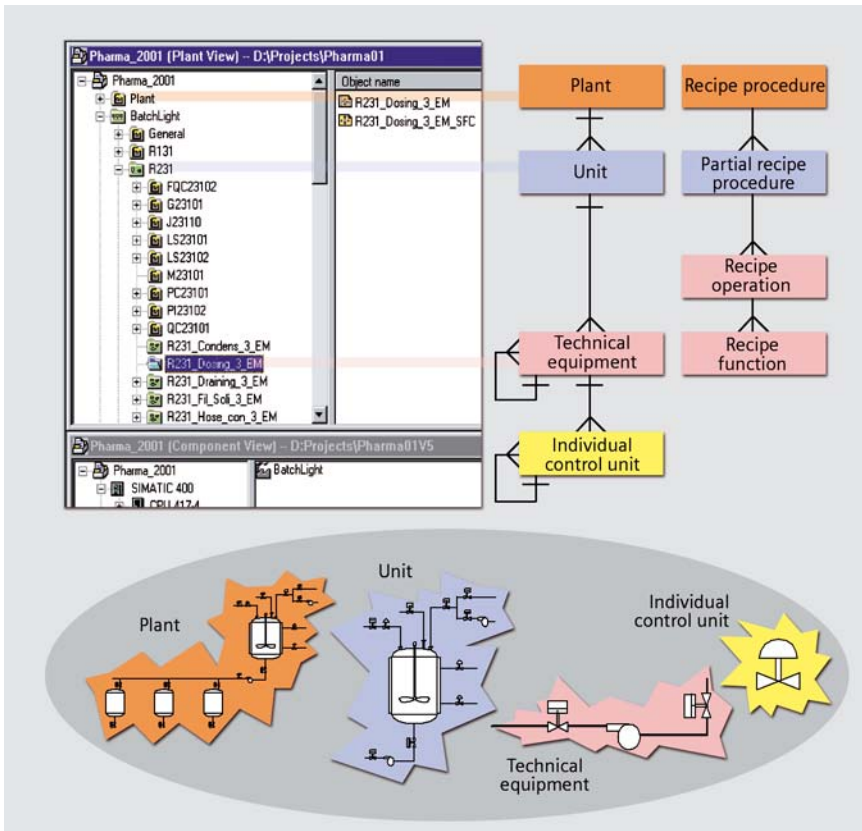 Pharma_2001 (Plant View) -- D:\Projects\Pharma01
Pharma_2001
Plant
BatchLight
General
R131
R231
FQC23102
G23101
J23110
LS23101
LS23102
M23101
PC23101
PI23102
QC23101
R231_Condens_3_EM
R231_Dosing_3_EM
R231_Draining_3_EM
R231_Fil_Soli_3_EM
R231_Hose_con_3_EM
Object name
R231_Dosing_3_EM
R231_Dosing_3_EM_SFC
Pharma_2001 (Component View) -- D:Projects\Pharma01V5
Pharma_2001
SIMATIC 400
CPU 417-4
BatchLight
Plant
Recipe procedure
Unit
Partial recipe
procedure
Recipe
operation
Technical
equipment
Recipe
function
Individual
control unit
Plant
Unit
Individual
control unit
Technical
equipment